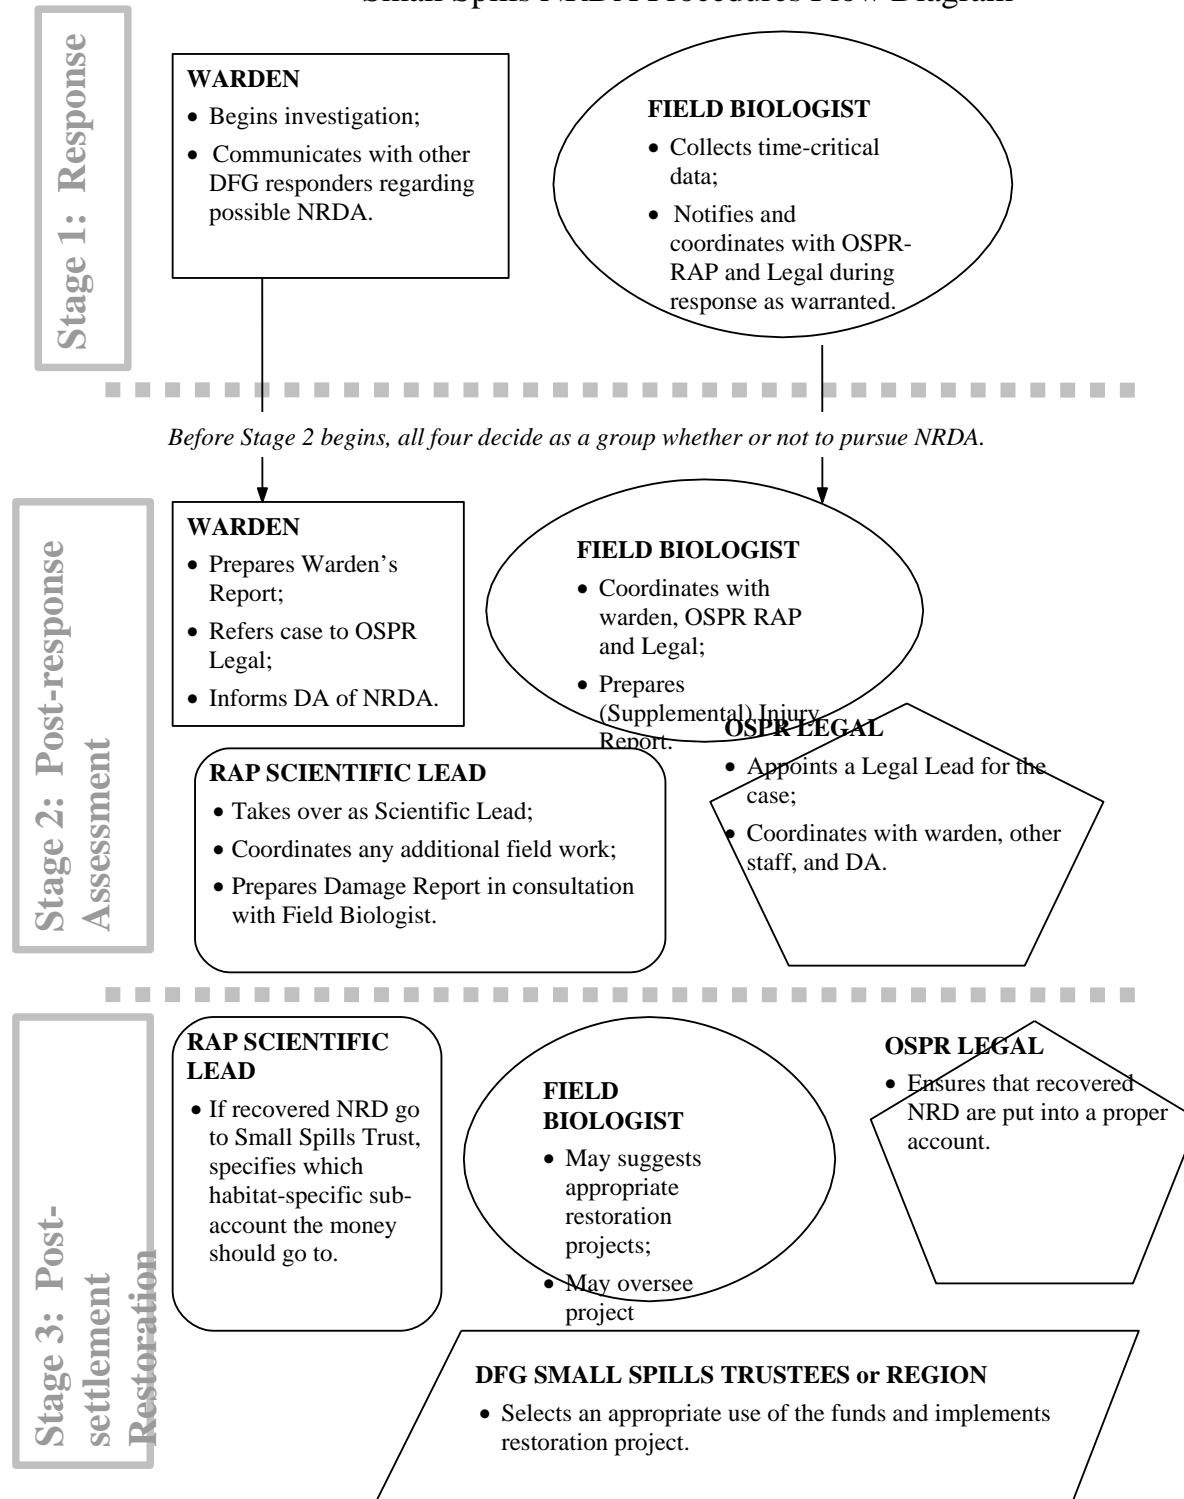 Small Spills NRDA Procedures Flow Diagram
Stage 1: Response
WARDEN
• Begins investigation;
• Communicates with other
DFG responders regarding
possible NRDA.
FIELD BIOLOGIST
• Collects time-critical
data;
• Notifies and
coordinates with OSPR-
RAP and Legal during
response as warranted.
Before Stage 2 begins, all four decide as a group whether or not to pursue NRDA.
Stage 2: Post-response
Assessment
WARDEN
• Prepares Warden's
Report;
• Refers case to OSPR
Legal;
• Informs DA of NRDA.
FIELD BIOLOGIST
• Coordinates with
warden, OSPR RAP
and Legal;
• Prepares
(Supplemental) Injury
Report.
RAP SCIENTIFIC LEAD
• Takes over as Scientific Lead;
• Coordinates any additional field work;
• Prepares Damage Report in consultation
with Field Biologist.
OSPR LEGAL
• Appoints a Legal Lead for the
case;
• Coordinates with warden, other
staff, and DA.
Stage 3: Post-
settlement
Restoration
RAP SCIENTIFIC
LEAD
• If recovered NRD go
to Small Spills Trust,
specifies which
habitat-specific sub-
account the money
should go to.
FIELD
BIOLOGIST
• May suggests
appropriate
restoration
projects;
• May oversee
project
OSPR LEGAL
• Ensures that recovered
NRD are put into a proper
account.
DFG SMALL SPILLS TRUSTEES or REGION
• Selects an appropriate use of the funds and implements
restoration project.